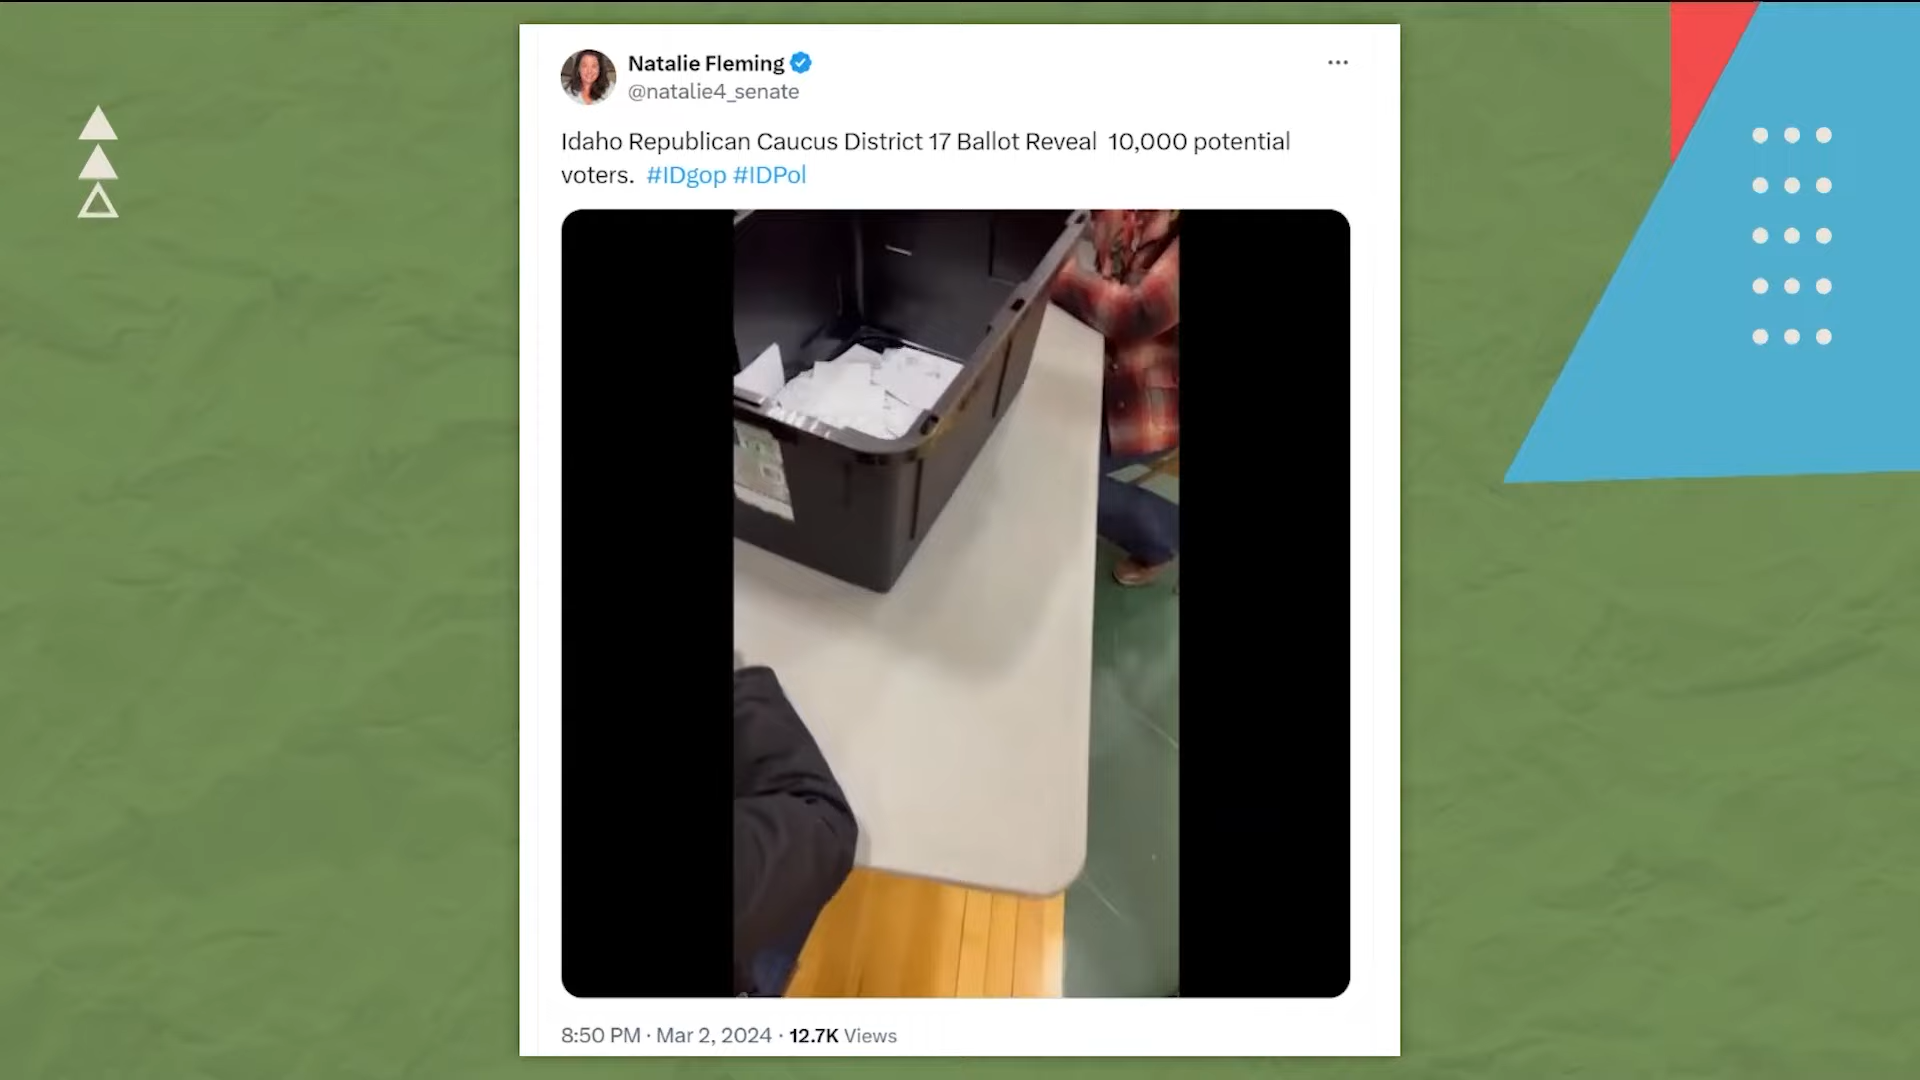 Natalie Fleming
@natalie4_senate
Idaho Republican Caucus District 17 Ballot Reveal 10,000 potential
voters. #IDgop #IDPol
8:50 PM · Mar 2, 2024 · 12.7K Views